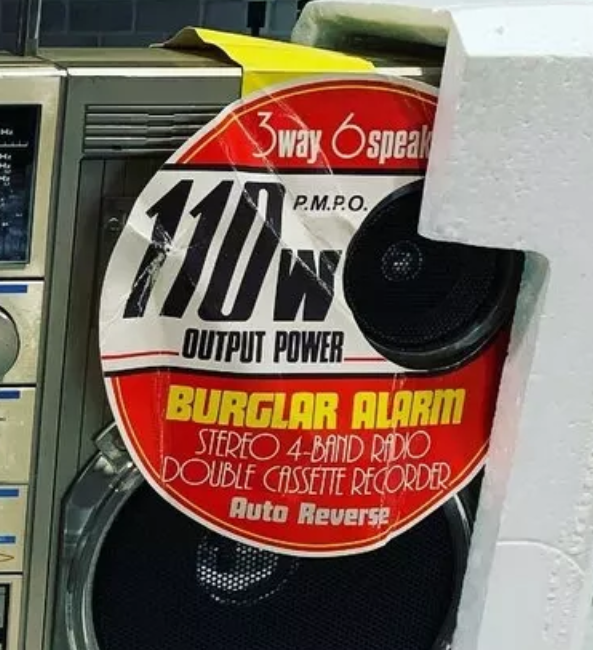 3way 6speak
110w
P.M.P.O.
OUTPUT POWER
BURGLAR ALARM
STEREO 4-BAND RADIO
DOUBLE CASSETTE RECORDER
Auto Reverse